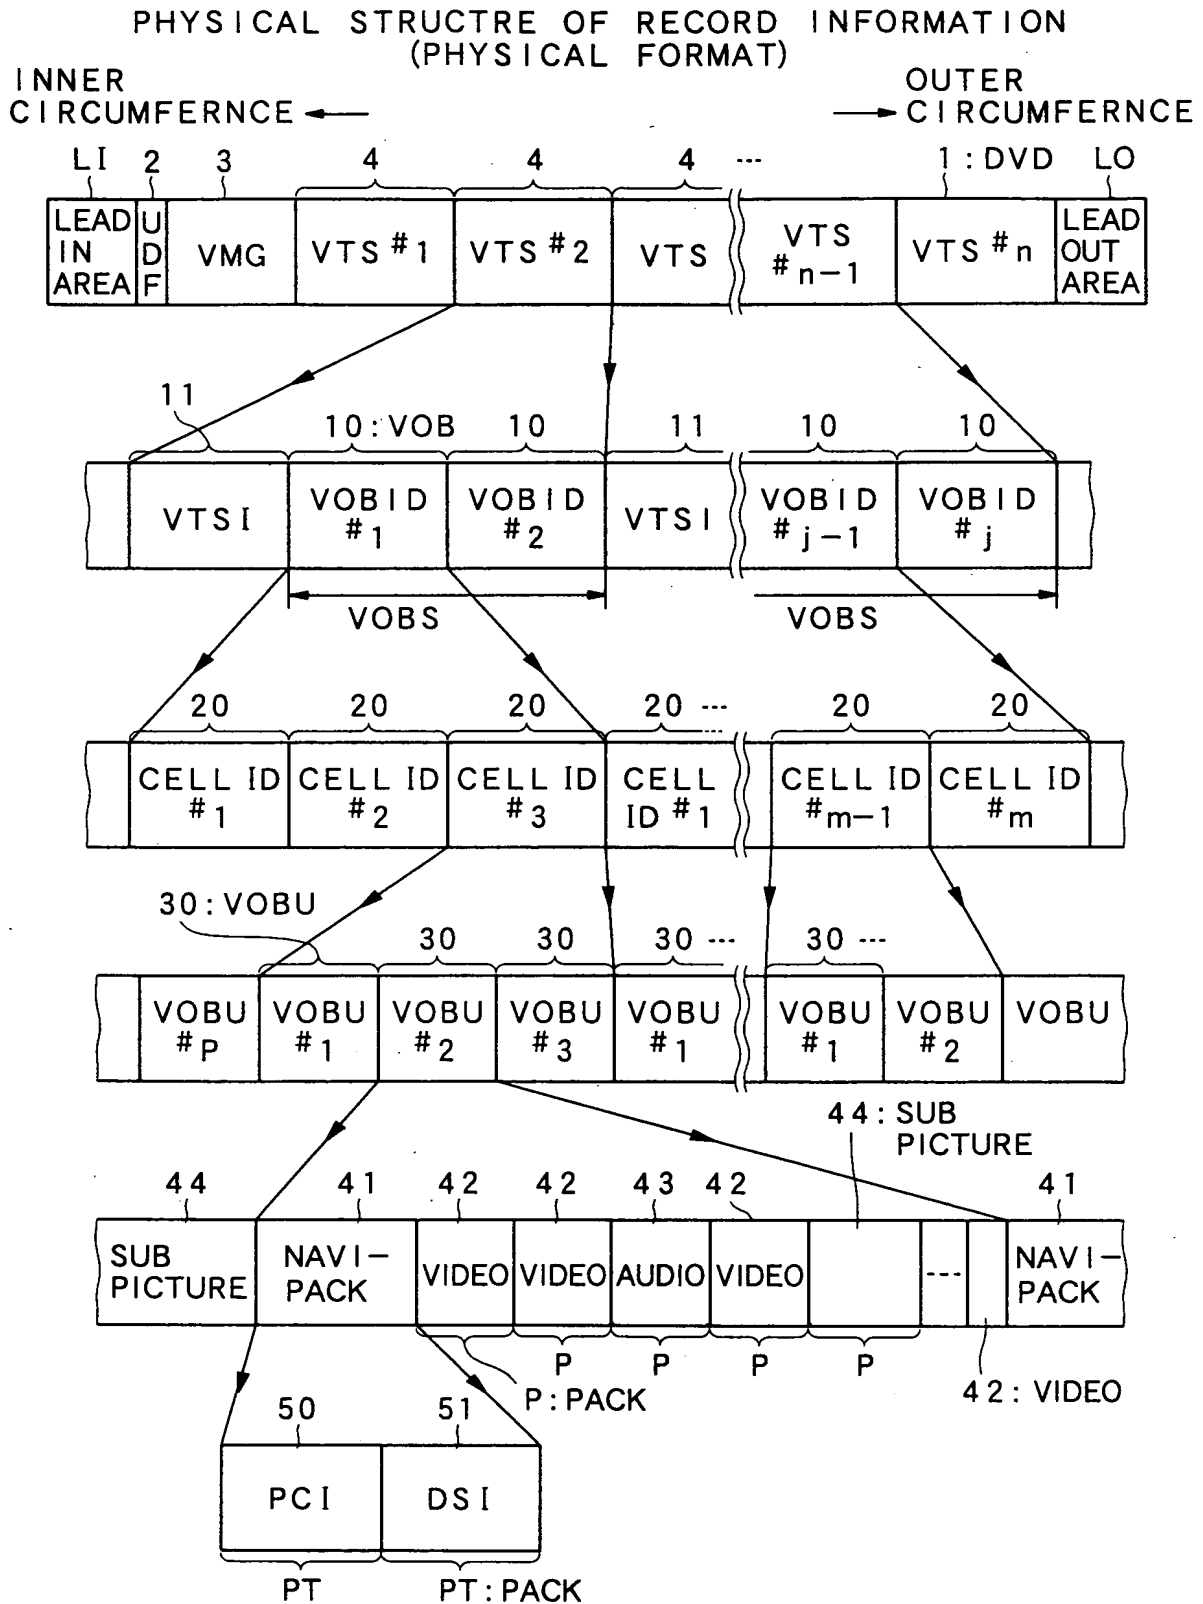 PHYSICAL STRUCTRE OF RECORD INFORMATION
(PHYSICAL FORMAT)
INNER
CIRCUMFERNCE
OUTER
CIRCUMFERNCE
LI 2 3 4 4 4 --- 1:DVD LO
LEAD
IN
AREA
U
D
F
VMG
VTS #1
VTS #2
VTS
VTS
#n-1
VTS #n
LEAD
OUT
AREA
11 10:VOB 10 11 10 10
VTSI
VOBID
#1
VOBID
#2
VTSI
VOBID
#j-1
VOBID
#j
VOBS
VOBS
20 20 20 20 --- 20 20
CELL ID
#1
CELL ID
#2
CELL ID
#3
CELL
ID #1
CELL ID
#m-1
CELL ID
#m
30:VOBU 30 30 30 --- 30 ---
VOBU
#P
VOBU
#1
VOBU
#2
VOBU
#3
VOBU
#1
VOBU
#1
VOBU
#2
VOBU
44:SUB
PICTURE
44 41 42 42 43 42 41
SUB
PICTURE
NAVI-
PACK
VIDEO
VIDEO
AUDIO
VIDEO
----
NAVI-
PACK
P P P P
P:PACK
42:VIDEO
50 51
PCI
DSI
PT
PT:PACK